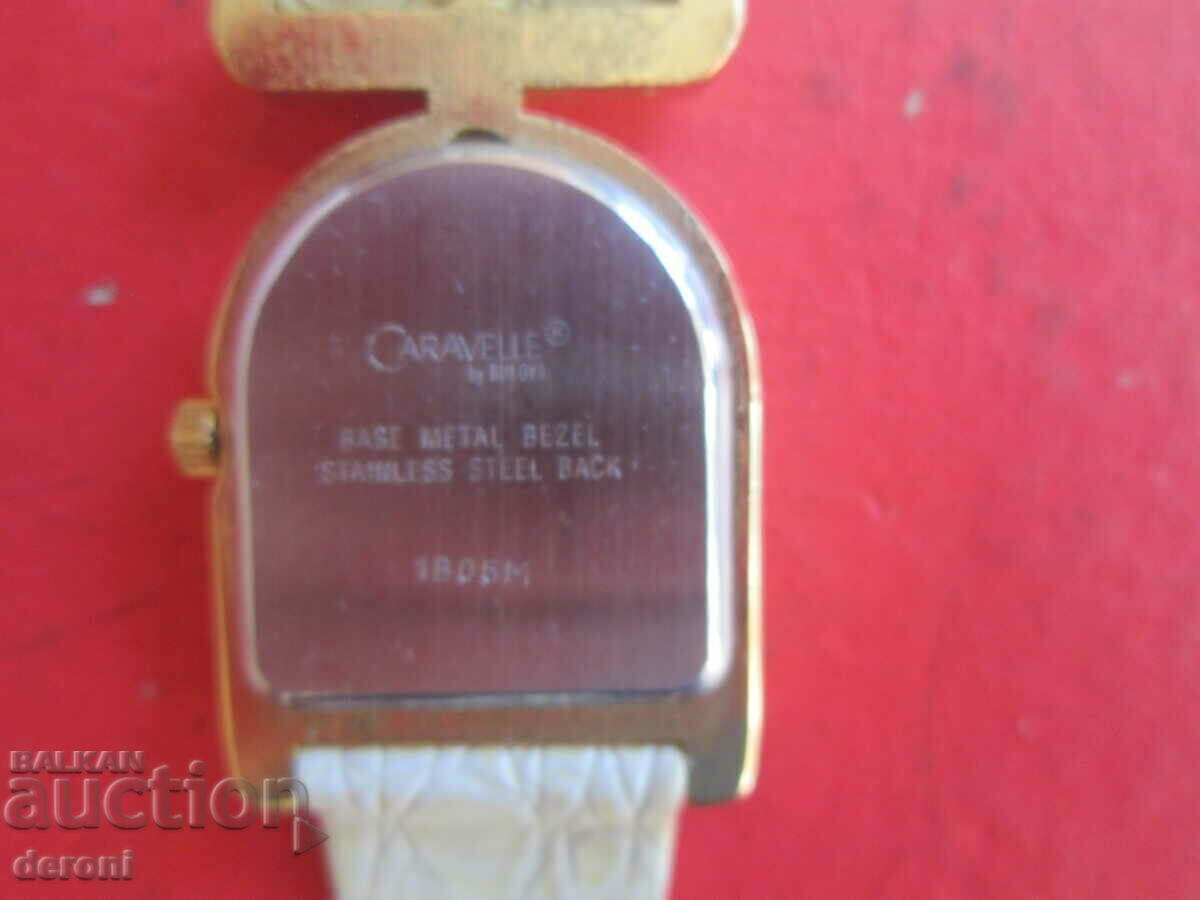 CARAVELLE®
by BULOVA
BASE METAL BEZEL
STAINLESS STEEL BACK
1B05M
BALKAN
auction
deroni